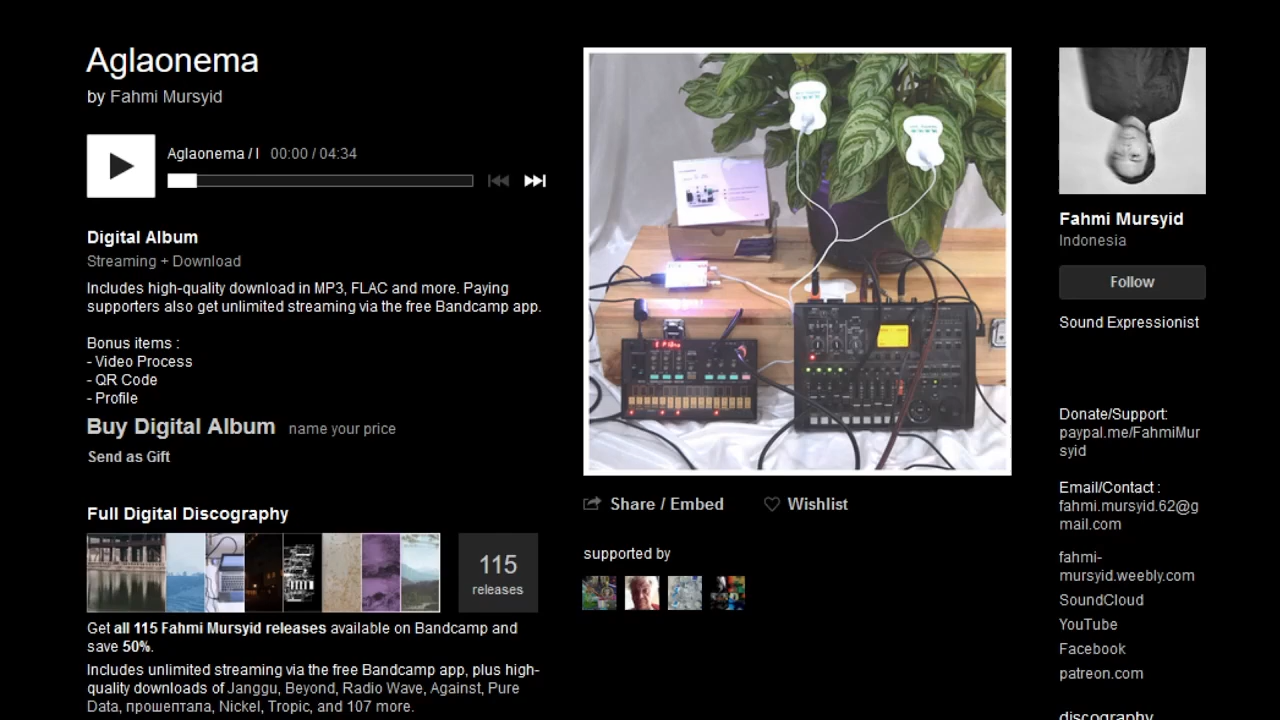 Aglaonema
by Fahmi Mursyid
Aglaonema / I 00:00 / 04:34
Digital Album
Streaming + Download
Includes high-quality download in MP3, FLAC and more. Paying
supporters also get unlimited streaming via the free Bandcamp app.
Bonus items :
- Video Process
- QR Code
- Profile
Buy Digital Album name your price
Send as Gift
Full Digital Discography
115
releases
Get all 115 Fahmi Mursyid releases available on Bandcamp and
save 50%.
Includes unlimited streaming via the free Bandcamp app, plus high-
quality downloads of Janggu, Beyond, Radio Wave, Against, Pure
Data, прошептала, Nickel, Tropic, and 107 more.
Share / Embed Wishlist
supported by
Fahmi Mursyid
Indonesia
Follow
Sound Expressionist
Donate/Support:
paypal.me/FahmiMur
syid
Email/Contact :
fahmi.mursyid.62@g
mail.com
fahmi-
mursyid.weebly.com
SoundCloud
YouTube
Facebook
patreon.com
discography